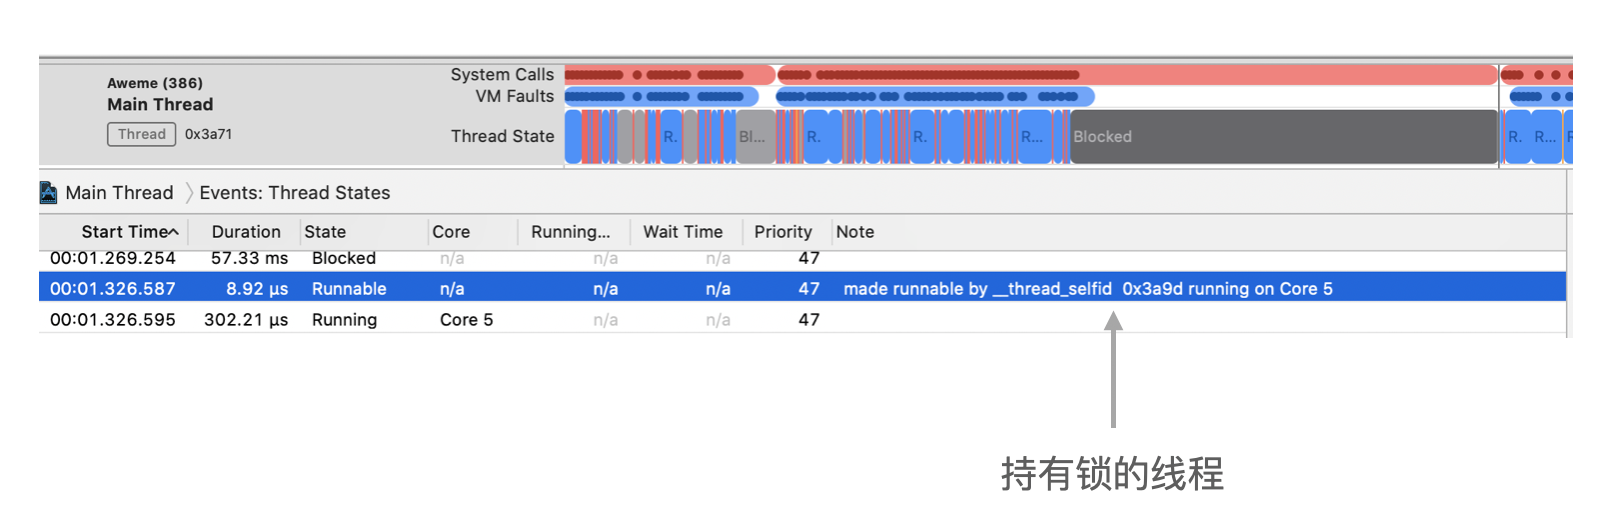 Aweme (386)
Main Thread
Thread 0x3a71
System Calls
VM Faults
Thread State
R.
Bl...
R.
R.
R...
Blocked
R.
R...
Main Thread Events: Thread States
Start Time Duration State Core Running... Wait Time Priority Note
00:01.269.254 57.33 ms Blocked n/a n/a n/a 47
00:01.326.587 8.92 µs Runnable n/a n/a n/a 47 made runnable by __thread_selfid 0x3a9d running on Core 5
00:01.326.595 302.21 µs Running Core 5 n/a n/a 47
持有锁的线程